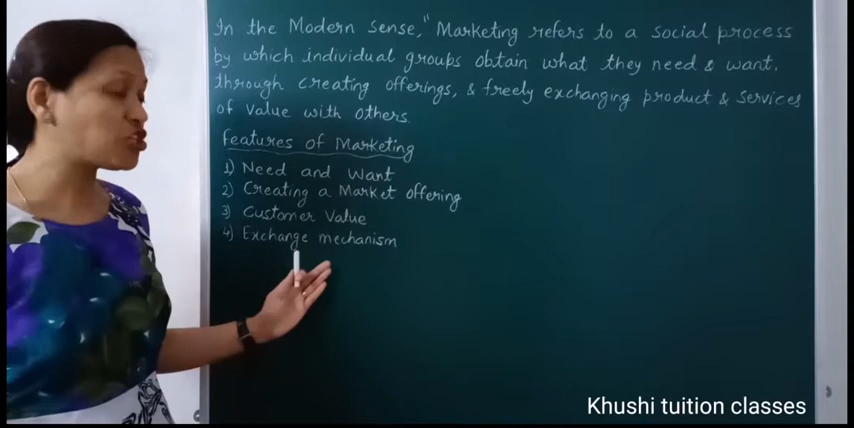 In the Modern Sense, "Marketing refers to a social process
by which individual groups obtain what they need & want,
through creating offerings, & freely exchanging product & Services
of value with others.
Features of Marketing
1) Need and Want
2) Creating a Market offering
3) Customer Value
4) Exchange mechanism
Khushi tuition classes